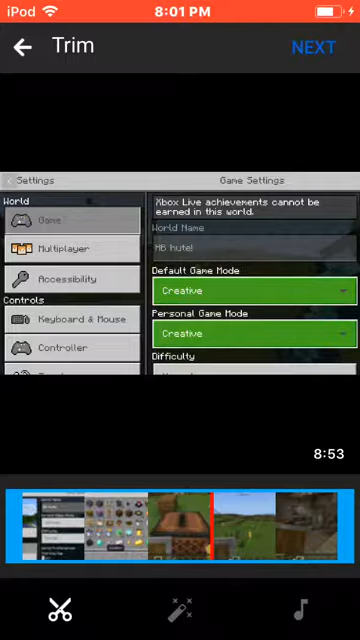 iPod 8:01 PM
Trim NEXT
Settings Game Settings
World
Game
Multiplayer
Accessibility
Controls
Keyboard & Mouse
Controller
Xbox Live achievements cannot be
earned in this world.
World Name
Default Game Mode
Creative
Personal Game Mode
Creative
Difficulty
8:53